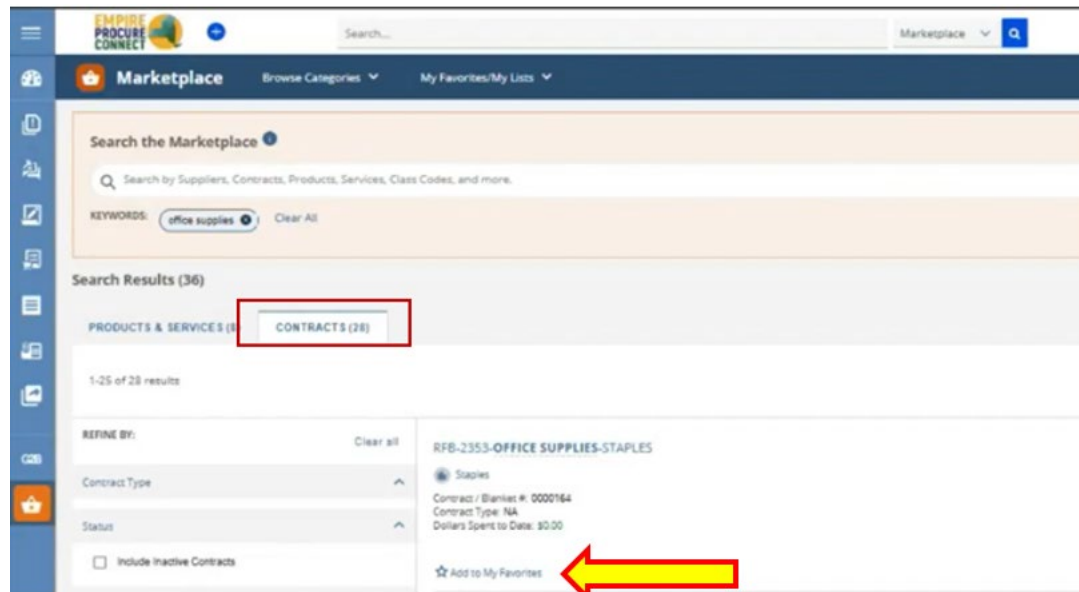 EMPIRE
PROCURE
CONNECT
Search...
Marketplace
Marketplace
Browse Categories
My Favorites/My Lists
Search the Marketplace
Search by Suppliers, Contracts, Products, Services, Class Codes, and more.
KEYWORDS:
office supplies
Clear All
Search Results (36)
PRODUCTS & SERVICES (8
CONTRACTS (28)
1-25 of 28 results
REFINE BY:
Clear all
Contract Type
Status
Include Inactive Contracts
RFB-2353-OFFICE SUPPLIES-STAPLES
Staples
Contract / Blanket #: 0000164
Contract Type: NA
Dollars Spent to Date: $0.00
Add to My Favorites